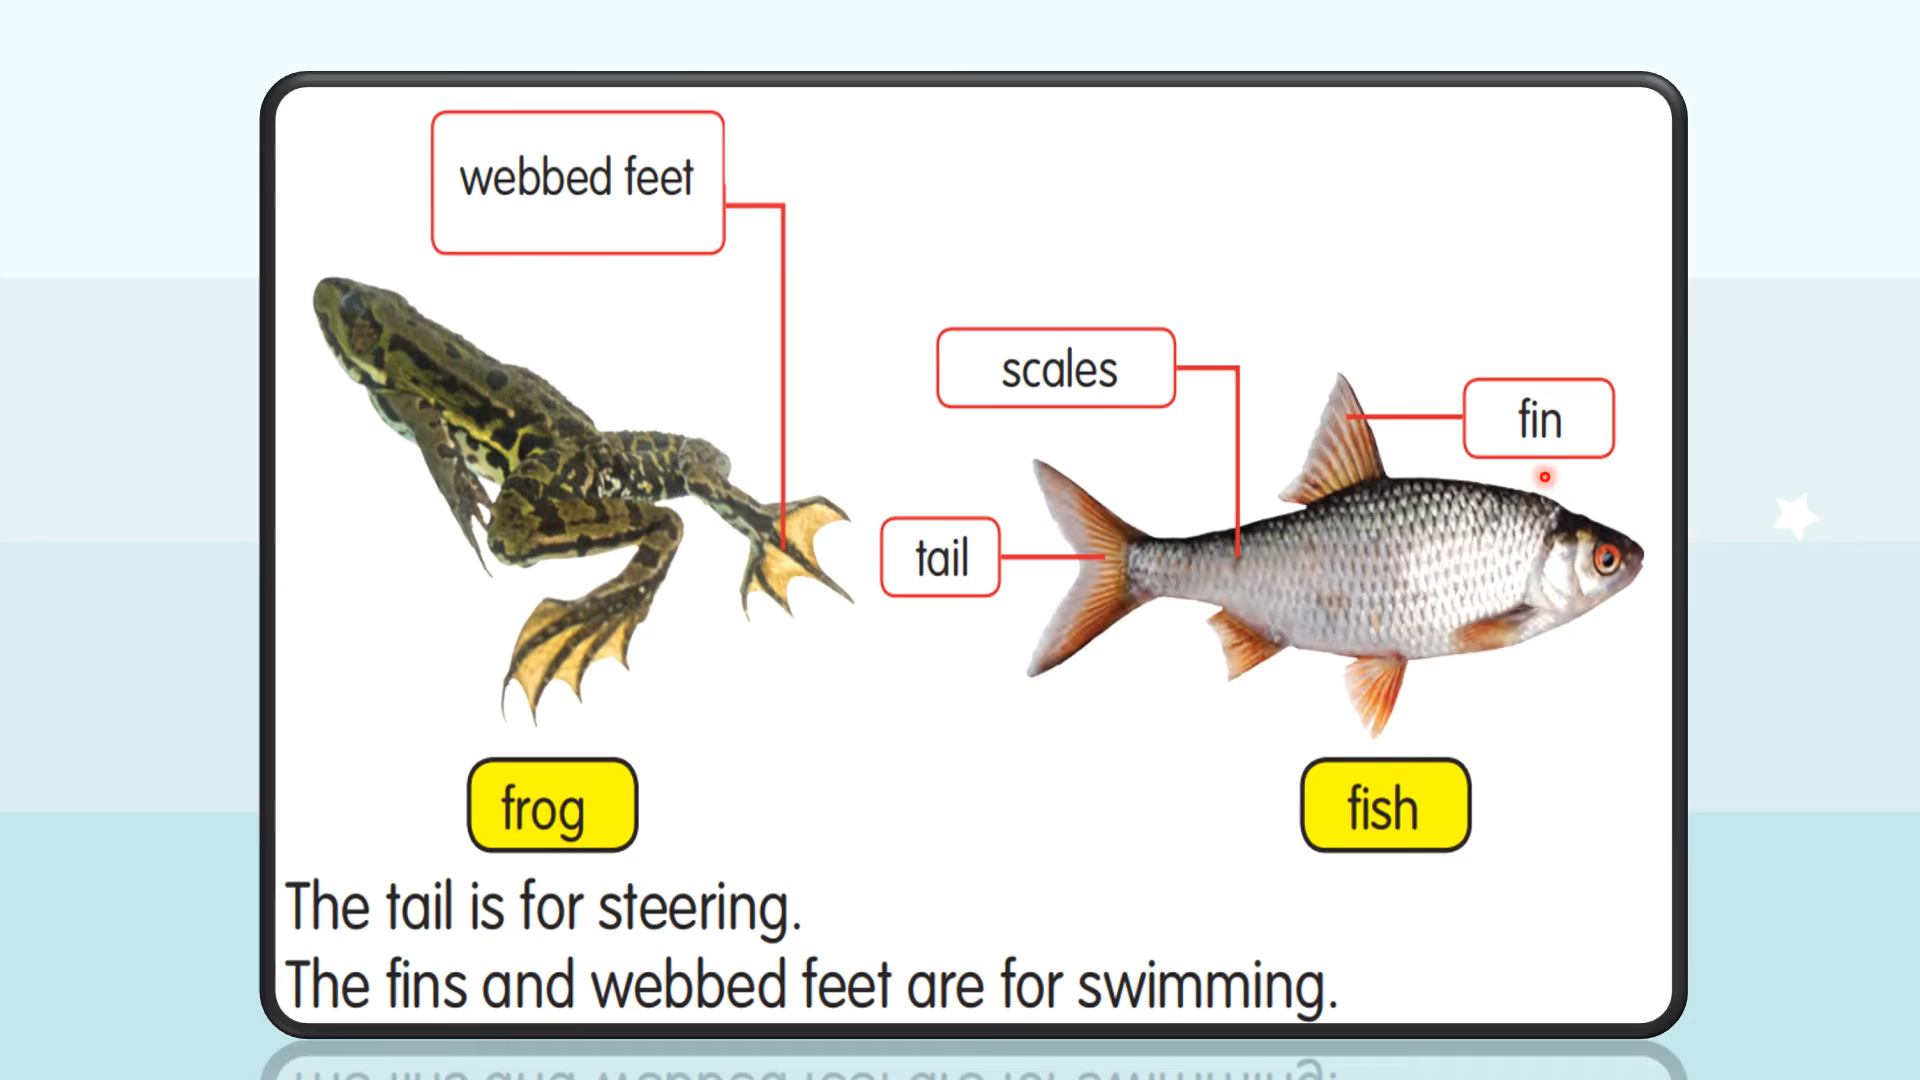 webbed feet
scales
fin
tail
frog
fish
The tail is for steering.
The fins and webbed feet are for swimming.